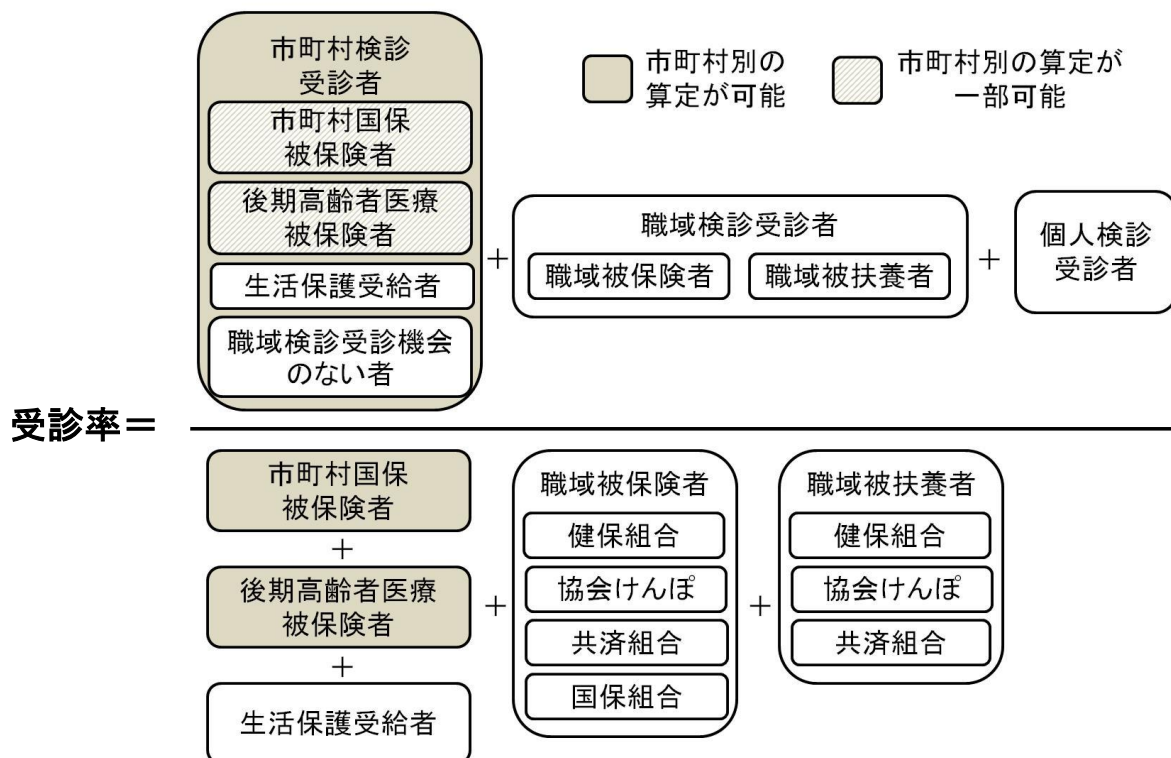 市町村検診
受診者
市町村国保
被保険者
後期高齢者医療
被保険者
生活保護受給者
職域検診受診機会
のない者
+
職域検診受診者
職域被保険者
職域被扶養者
+
個人検診
受診者
市町村別の
算定が可能
市町村別の算定が
一部可能
受診率＝
市町村国保
被保険者
+
後期高齢者医療
被保険者
+
生活保護受給者
+
職域被保険者
健保組合
協会けんぽ
共済組合
国保組合
+
職域被扶養者
健保組合
協会けんぽ
共済組合